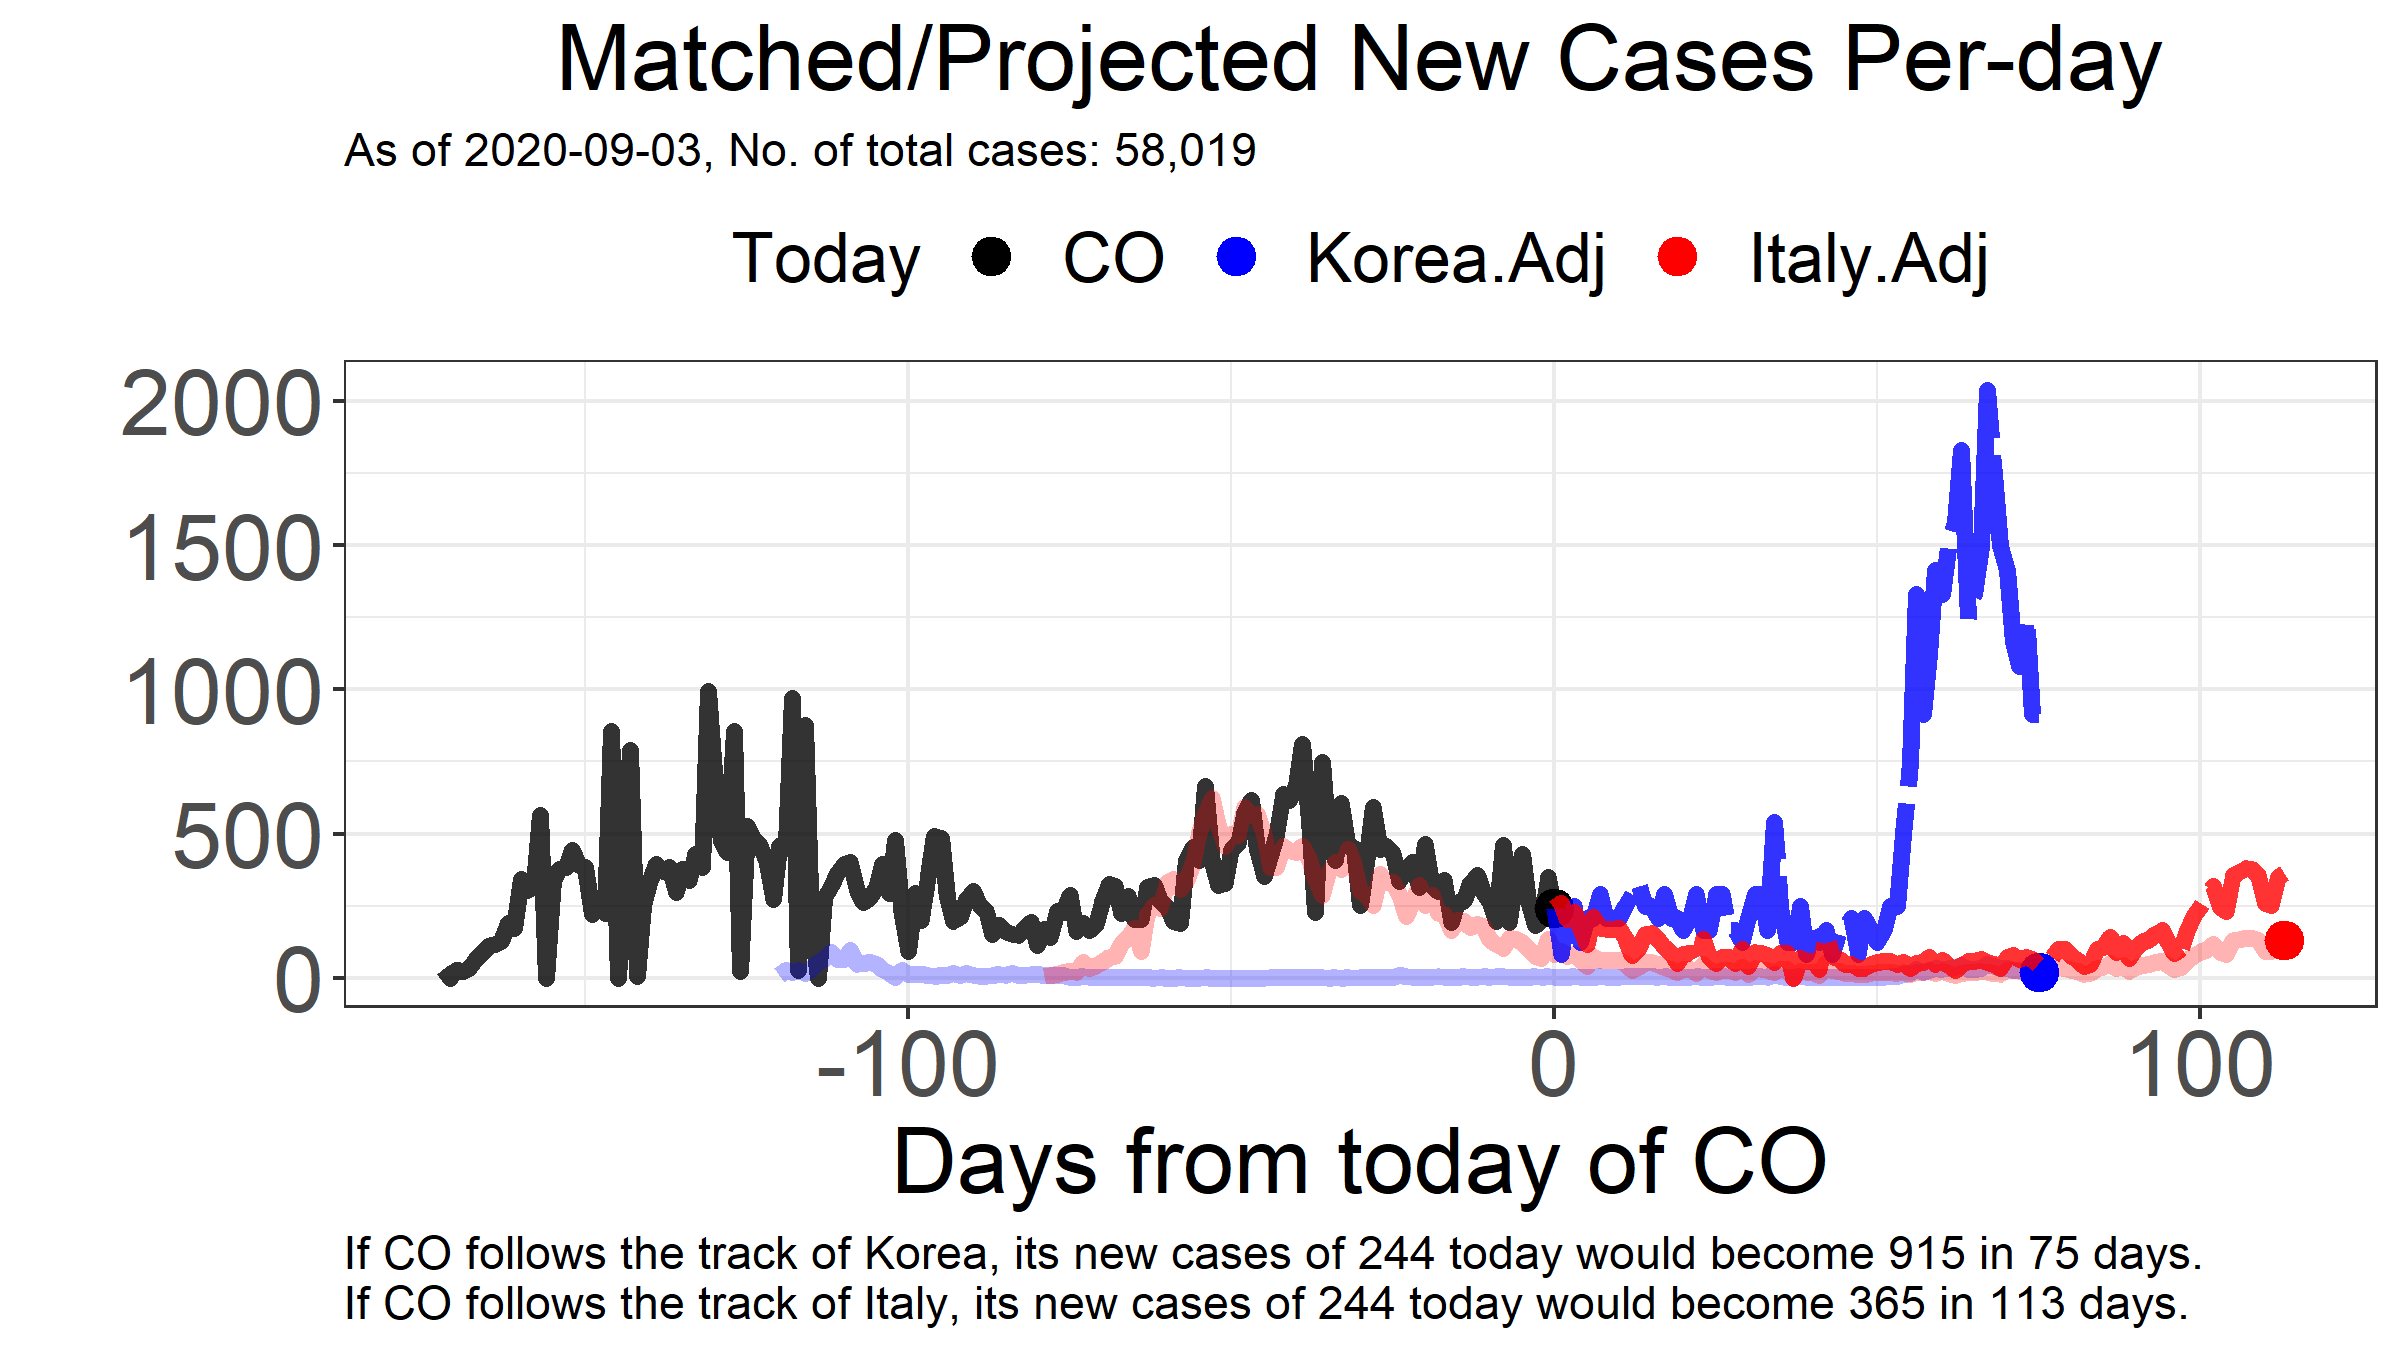 Matched/Projected New Cases Per-day
As of 2020-09-03, No. of total cases: 58,019
Today CO Korea.Adj Italy.Adj
2000
1500
1000
500
0
-100 0 100
Days from today of CO
If CO follows the track of Korea, its new cases of 244 today would become 915 in 75 days.
If CO follows the track of Italy, its new cases of 244 today would become 365 in 113 days.